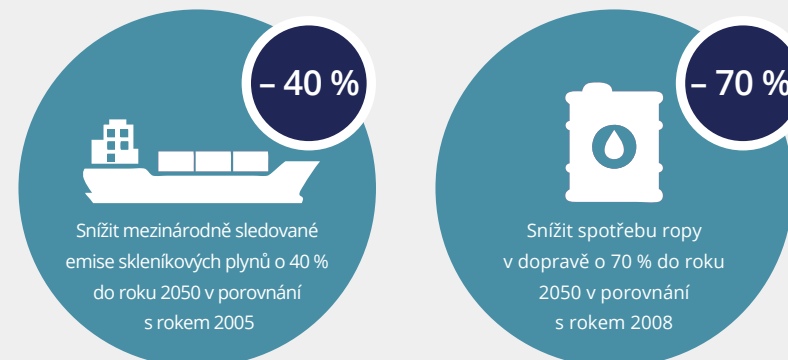 – 40 %
Snížit mezinárodně sledované
emise skleníkových plynů o 40 %
do roku 2050 v porovnání
s rokem 2005
– 70 %
Snížit spotřebu ropy
v dopravě o 70 % do roku
2050 v porovnání
s rokem 2008